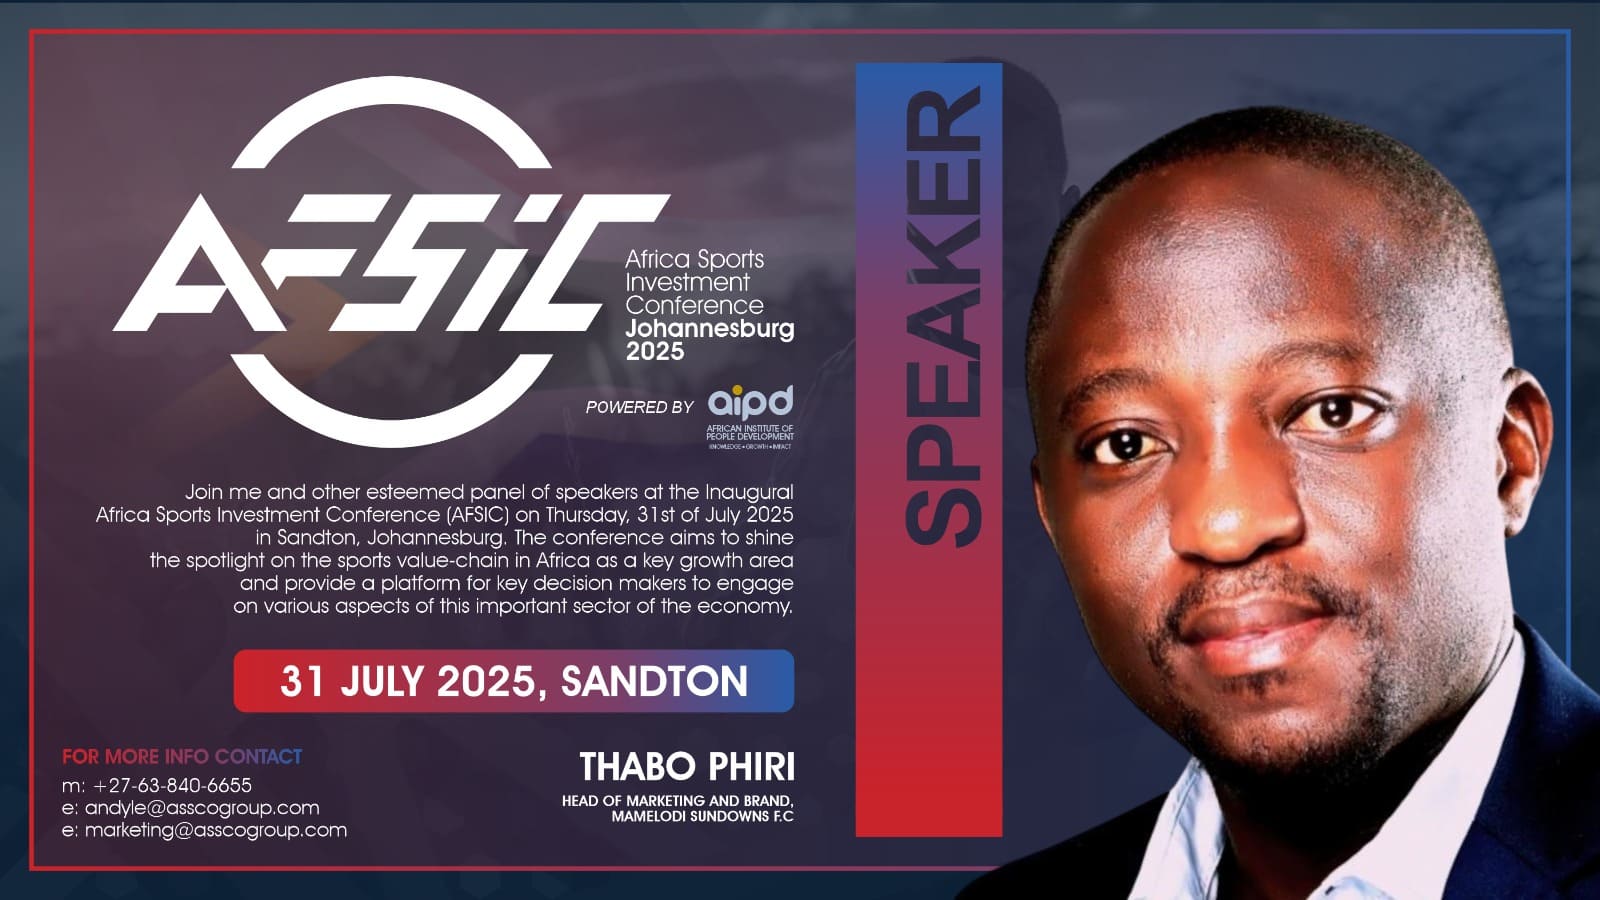 AFSiC
Africa Sports
Investment
Conference
Johannesburg
2025
POWERED BY
aipd
AFRICAN INSTITUTE OF
PEOPLE DEVELOPMENT
KNOWLEDGE • GROWTH • IMPACT
Join me and other esteemed panel of speakers at the Inaugural
Africa Sports Investment Conference (AFSIC) on Thursday, 31st of July 2025
in Sandton, Johannesburg. The conference aims to shine
the spotlight on the sports value-chain in Africa as a key growth area
and provide a platform for key decision makers to engage
on various aspects of this important sector of the economy.
31 JULY 2025, SANDTON
FOR MORE INFO CONTACT
m: +27-63-840-6655
e: andyle@asscogroup.com
e: marketing@asscogroup.com
THABO PHIRI
HEAD OF MARKETING AND BRAND,
MAMELODI SUNDOWNS F.C
SPEAKER